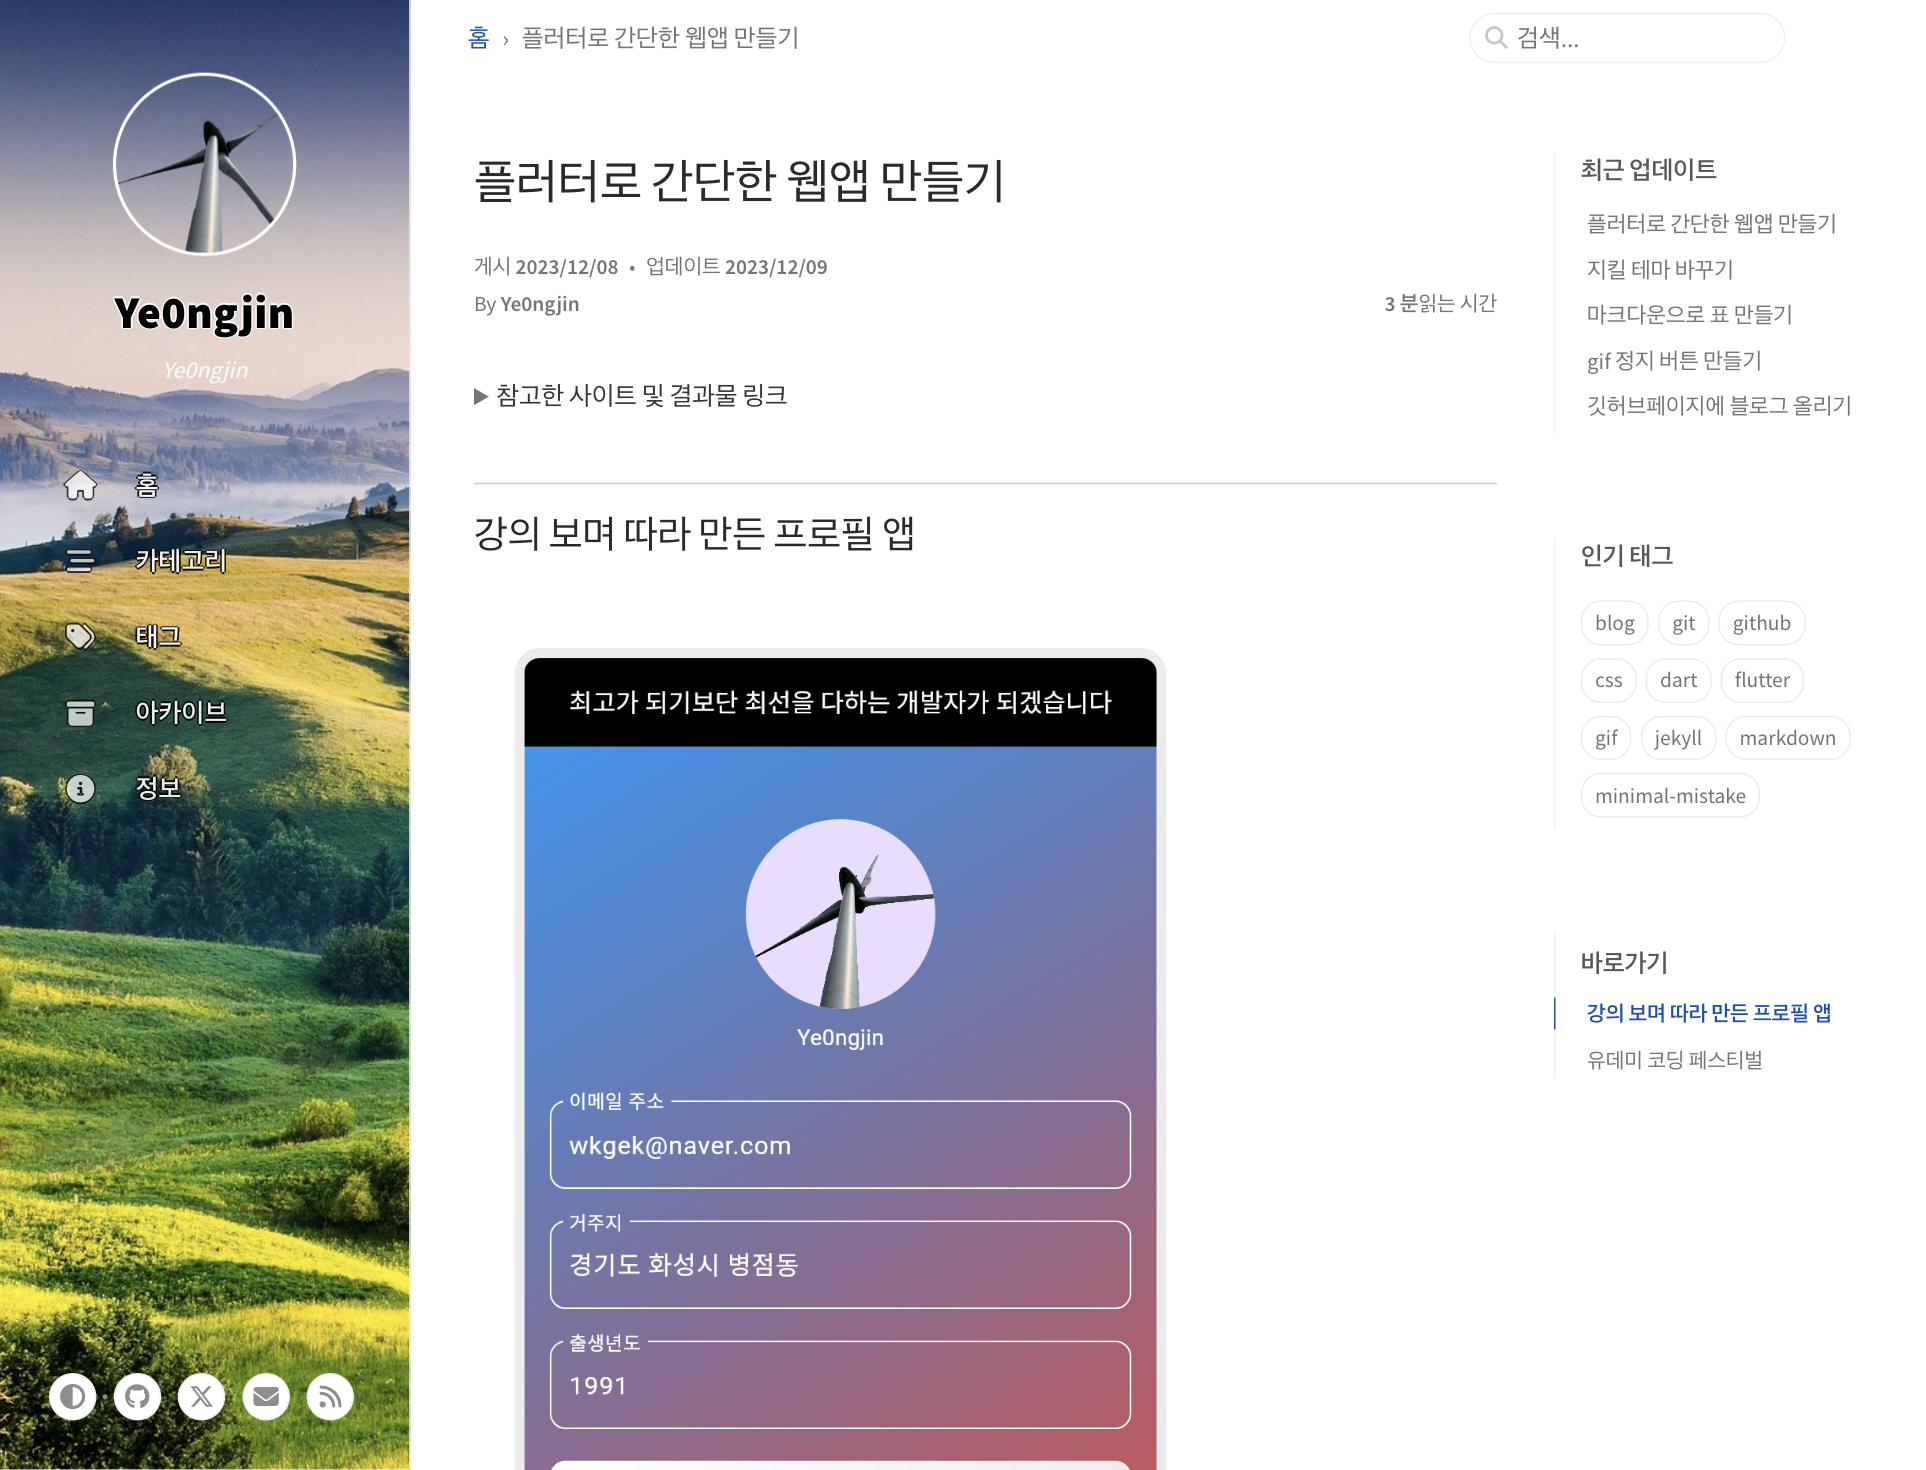 Ye0ngjin
Ye0ngjin
홈
카테고리
태그
아카이브
정보
홈 › 플러터로 간단한 웹앱 만들기
검색...
플러터로 간단한 웹앱 만들기
게시 2023/12/08 • 업데이트 2023/12/09
By Ye0ngjin
3 분읽는 시간
▶ 참고한 사이트 및 결과물 링크
강의 보며 따라 만든 프로필 앱
최고가 되기보단 최선을 다하는 개발자가 되겠습니다
Ye0ngjin
이메일 주소
wkgek@naver.com
거주지
경기도 화성시 병점동
출생년도
1991
최근 업데이트
플러터로 간단한 웹앱 만들기
지킬 테마 바꾸기
마크다운으로 표 만들기
gif 정지 버튼 만들기
깃허브페이지에 블로그 올리기
인기 태그
blog git github
css dart flutter
gif jekyll markdown
minimal-mistake
바로가기
강의 보며 따라 만든 프로필 앱
유데미 코딩 페스티벌